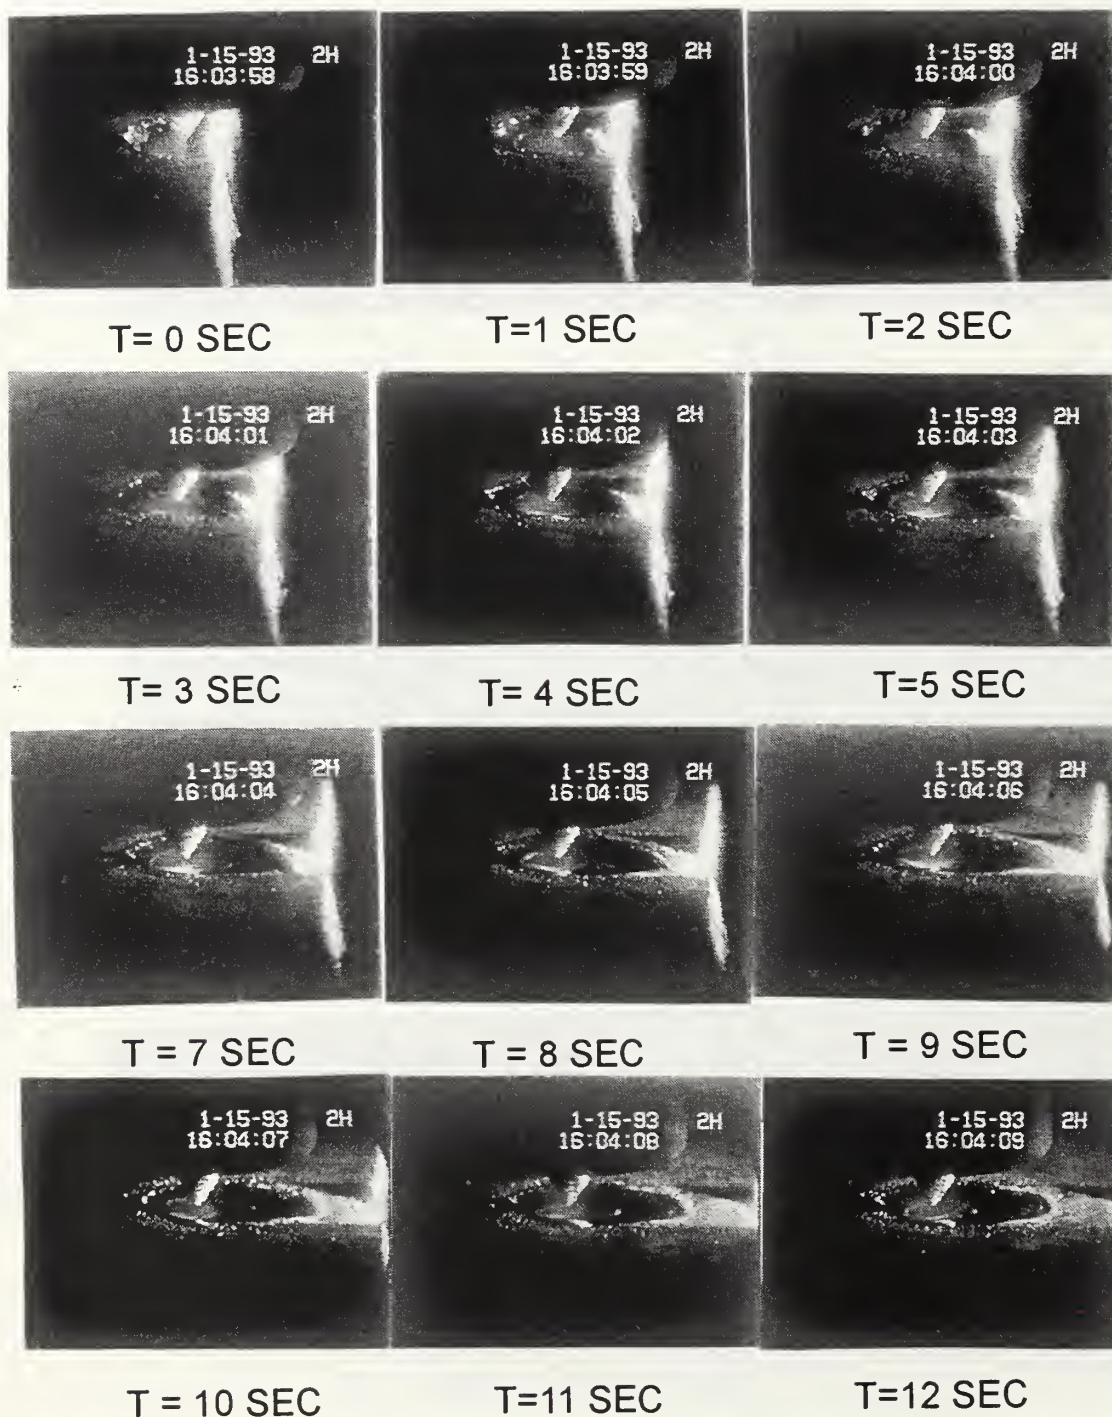 1-15-93 2H
16:03:58
1-15-93 2H
16:03:59
1-15-93 2H
16:04:00
T= 0 SEC
T=1 SEC
T=2 SEC
1-15-93 2H
16:04:01
1-15-93 2H
16:04:02
1-15-93 2H
16:04:03
T= 3 SEC
T= 4 SEC
T=5 SEC
1-15-93 2H
16:04:04
1-15-93 2H
16:04:05
1-15-93 2H
16:04:06
T = 7 SEC
T = 8 SEC
T = 9 SEC
1-15-93 2H
16:04:07
1-15-93 2H
16:04:08
1-15-93 2H
16:04:09
T = 10 SEC
T=11 SEC
T=12 SEC